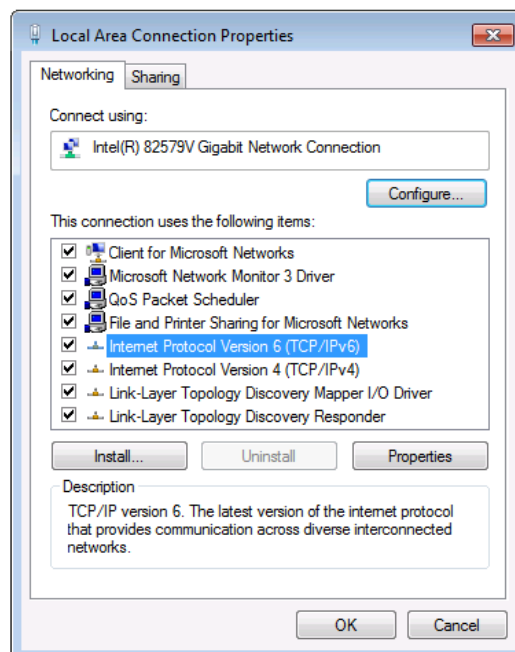 Local Area Connection Properties
Networking
Sharing
Connect using:
Intel(R) 82579V Gigabit Network Connection
Configure...
This connection uses the following items:
Client for Microsoft Networks
Microsoft Network Monitor 3 Driver
QoS Packet Scheduler
File and Printer Sharing for Microsoft Networks
Internet Protocol Version 6 (TCP/IPv6)
Internet Protocol Version 4 (TCP/IPv4)
Link-Layer Topology Discovery Mapper I/O Driver
Link-Layer Topology Discovery Responder
Install...
Uninstall
Properties
Description
TCP/IP version 6. The latest version of the internet protocol
that provides communication across diverse interconnected
networks.
OK
Cancel